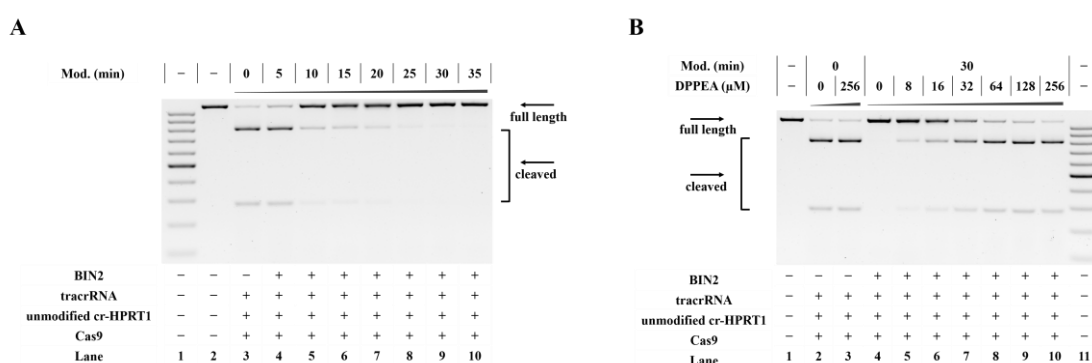 A
Mod. (min) – – 0 5 10 15 20 25 30 35
full length
cleaved
BIN2 – – – + + + + + + +
tracrRNA – – + + + + + + + +
unmodified cr-HPRT1 – – + + + + + + + +
Cas9 – – + + + + + + + +
Lane 1 2 3 4 5 6 7 8 9 10
B
Mod. (min) – 0 30 –
DPPEA (μM) 0 256 0 8 16 32 64 128 256
full length
cleaved
BIN2 – – – + + + + + + + –
tracrRNA – + + + + + + + + + –
unmodified cr-HPRT1 – + + + + + + + + + –
Cas9 – + + + + + + + + + –
Lane 1 2 3 4 5 6 7 8 9 10 11